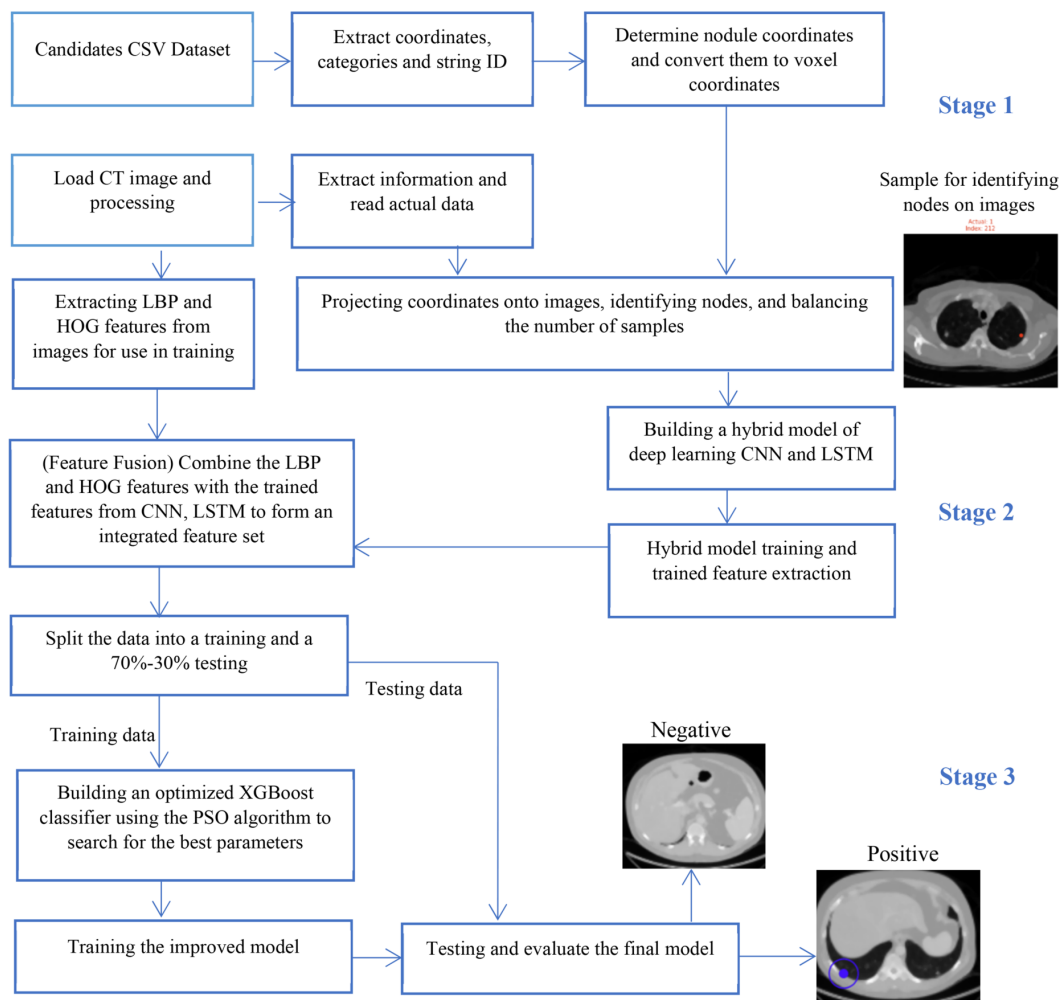 Candidates CSV Dataset
Extract coordinates,
categories and string ID
Determine nodule coordinates
and convert them to voxel
coordinates
Stage 1
Load CT image and
processing
Extract information and
read actual data
Sample for identifying
nodes on images
Actual 1
Index 212
Extracting LBP and
HOG features from
images for use in training
Projecting coordinates onto images, identifying nodes, and balancing
the number of samples
Building a hybrid model of
deep learning CNN and LSTM
(Feature Fusion) Combine the LBP
and HOG features with the trained
features from CNN, LSTM to form an
integrated feature set
Stage 2
Hybrid model training and
trained feature extraction
Split the data into a training and a
70%-30% testing
Testing data
Training data
Negative
Stage 3
Building an optimized XGBoost
classifier using the PSO algorithm to
search for the best parameters
Positive
Training the improved model
Testing and evaluate the final model